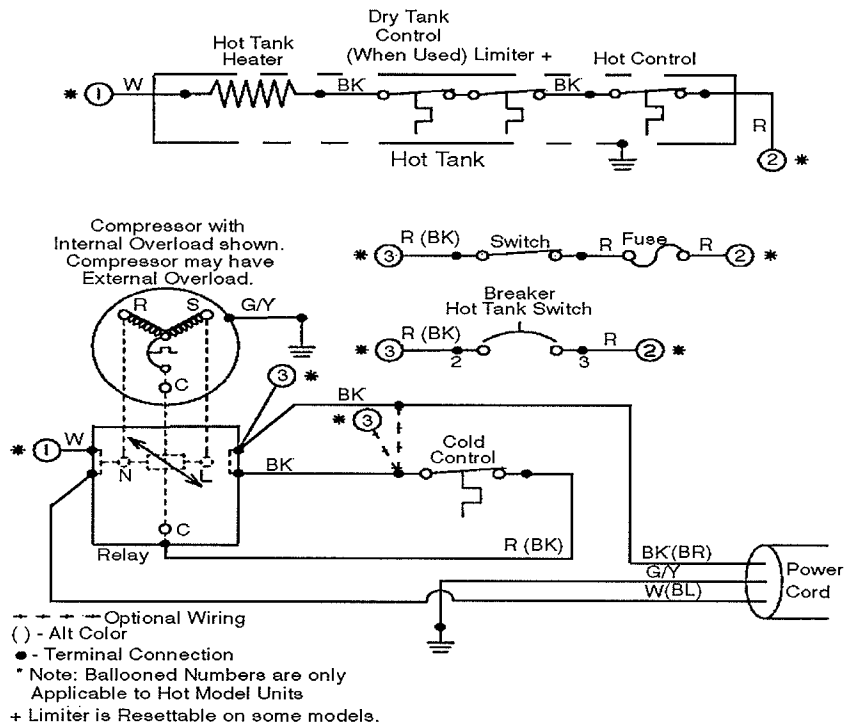 Dry Tank
Control
Hot Tank
Heater
(When Used) Limiter +
Hot Control
* 1 W
BK
BK
R
2 *
Hot Tank
Compressor with
Internal Overload shown.
Compressor may have
External Overload.
* 3 R (BK) Switch R Fuse R 2 *
R S G/Y
C
Breaker
Hot Tank Switch
* 3 R (BK) 2 3 R 2 *
3 *
BK
* 3
Cold
Control
* 1 W
N L
BK
C
Relay
R (BK)
BK(BR)
G/Y
W(BL)
Power
Cord
Optional Wiring
( ) - Alt Color
- Terminal Connection
* Note: Ballooned Numbers are only
Applicable to Hot Model Units
+ Limiter is Resettable on some models.